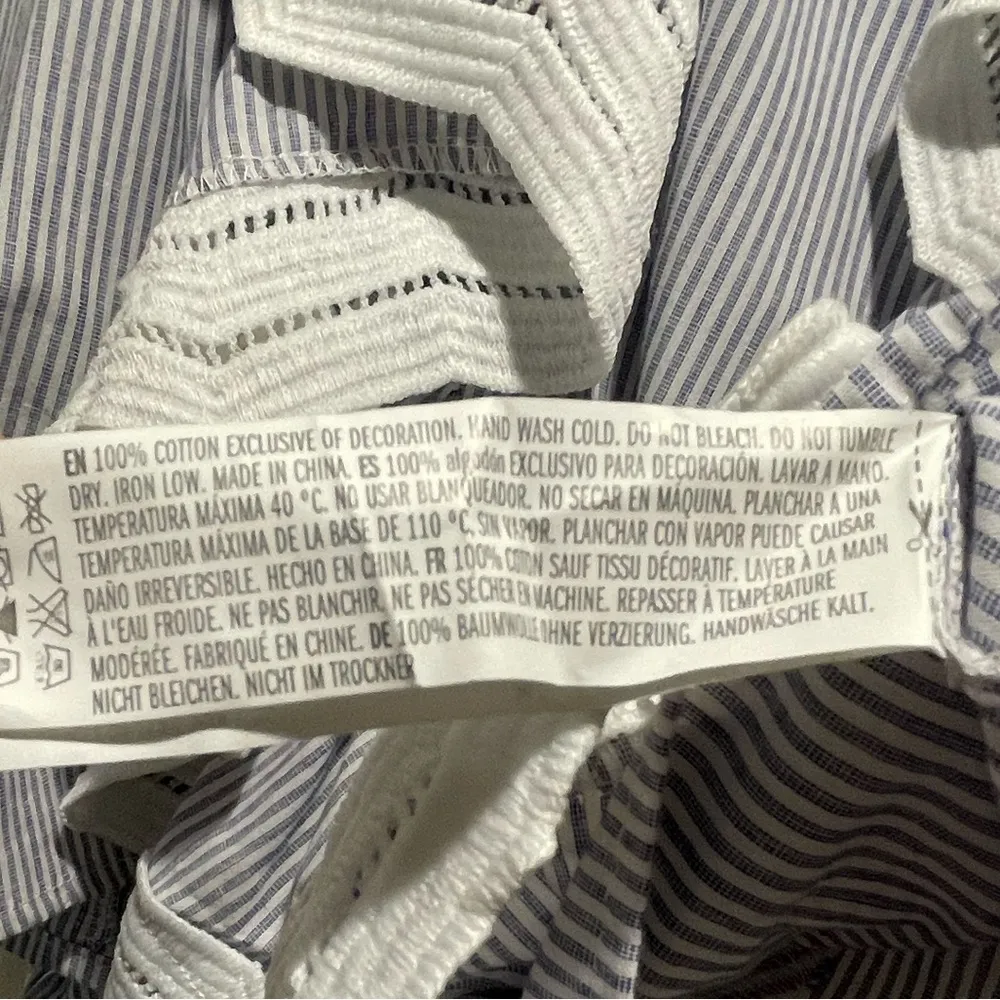 EN 100% COTTON EXCLUSIVE OF DECORATION. HAND WASH COLD. DO NOT BLEACH. DO NOT TUMBLE
DRY. IRON LOW. MADE IN CHINA. ES 100% algodón EXCLUSIVO PARA DECORACIÓN. LAVAR A MANO.
TEMPERATURA MÁXIMA 40 °C. NO USAR BLANQUEADOR. NO SECAR EN MÁQUINA. PLANCHAR A UNA
TEMPERATURA MÁXIMA DE LA BASE DE 110 °C, SIN VAPOR. PLANCHAR CON VAPOR PUEDE CAUSAR
DAÑO IRREVERSIBLE. HECHO EN CHINA. FR 100% COTON SAUF TISSU DÉCORATIF. LAVER À LA MAIN
À L'EAU FROIDE. NE PAS BLANCHIR. NE PAS SÉCHER EN MACHINE. REPASSER À TEMPÉRATURE
MODÉRÉE. FABRIQUÉ EN CHINE. DE 100% BAUMWOLLE OHNE VERZIERUNG. HANDWÄSCHE KALT.
NICHT BLEICHEN. NICHT IM TROCKNER